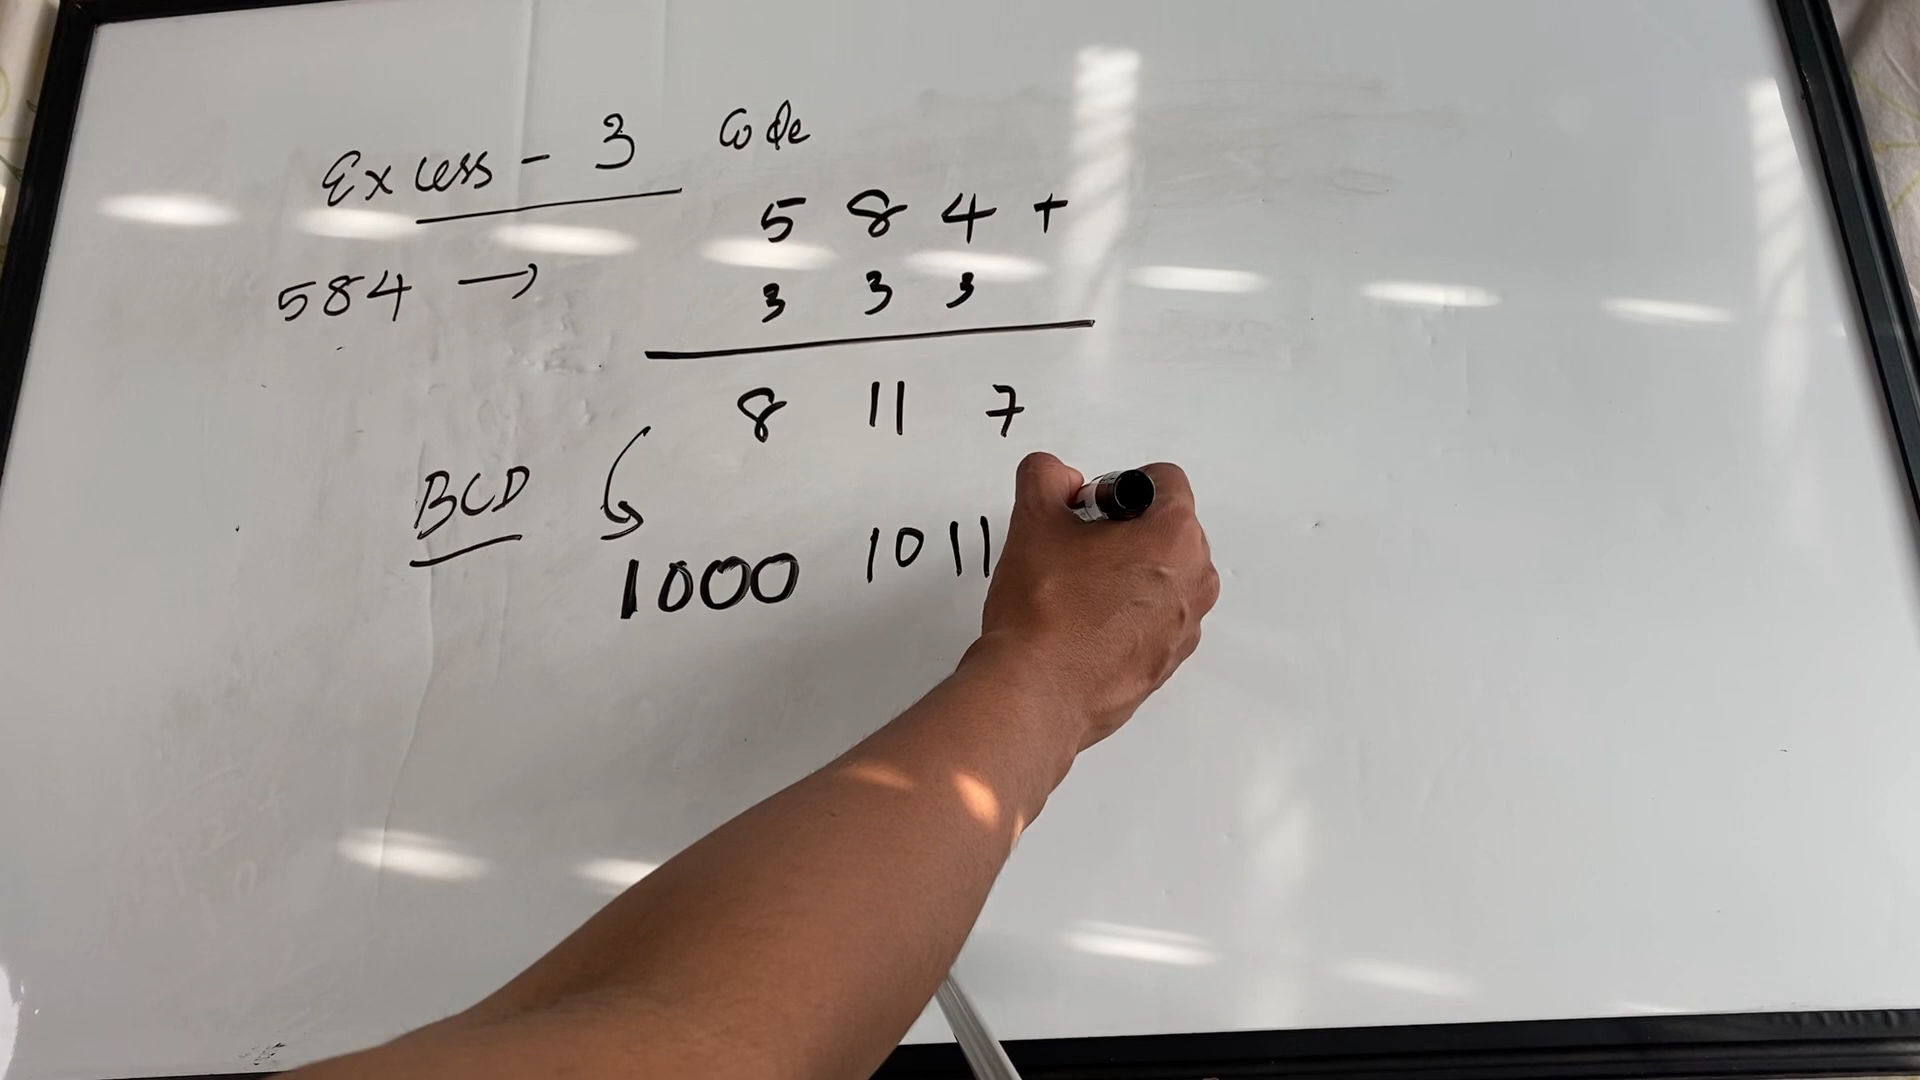 Excess - 3 Code
584 →
5 8 4 +
3 3 3
8 11 7
BCD
1000 1011